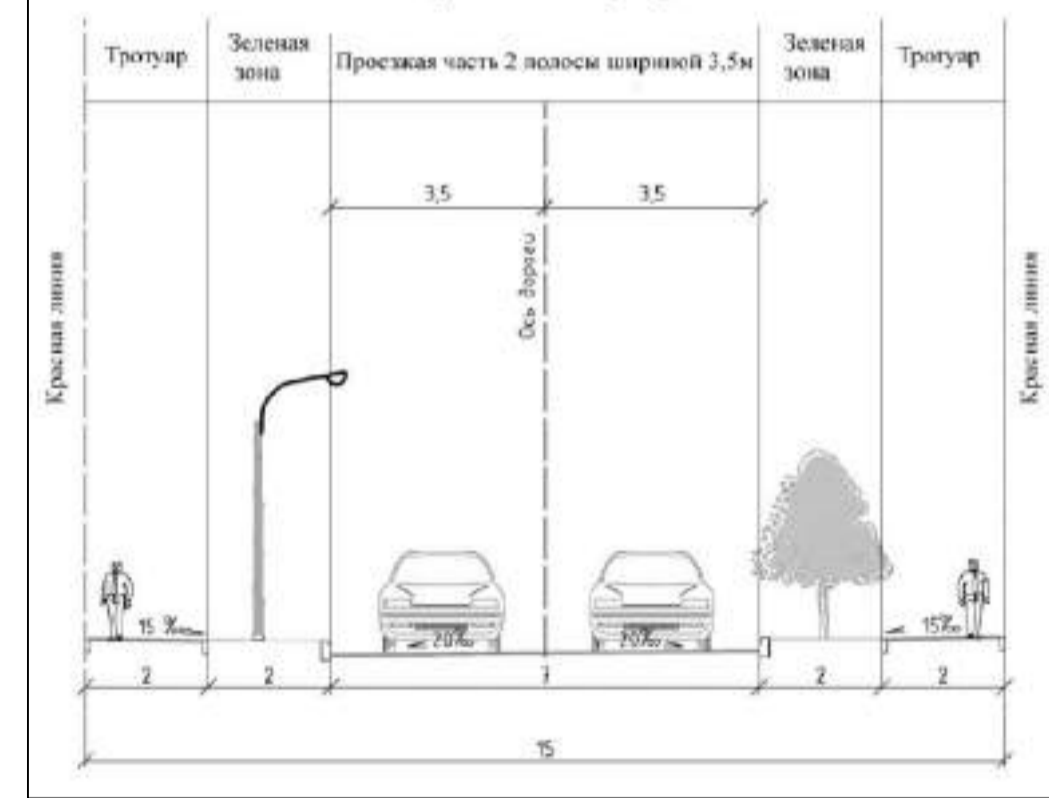 Тротуар
Зеленая
зона
Проезжая часть 2 полосы шириной 3,5м
Зеленая
зона
Тротуар
3,5
3,5
Красная линия
Ось дороги
Красная линия
15 ‰
20‰
20‰
15‰
2
2
7
2
2
15